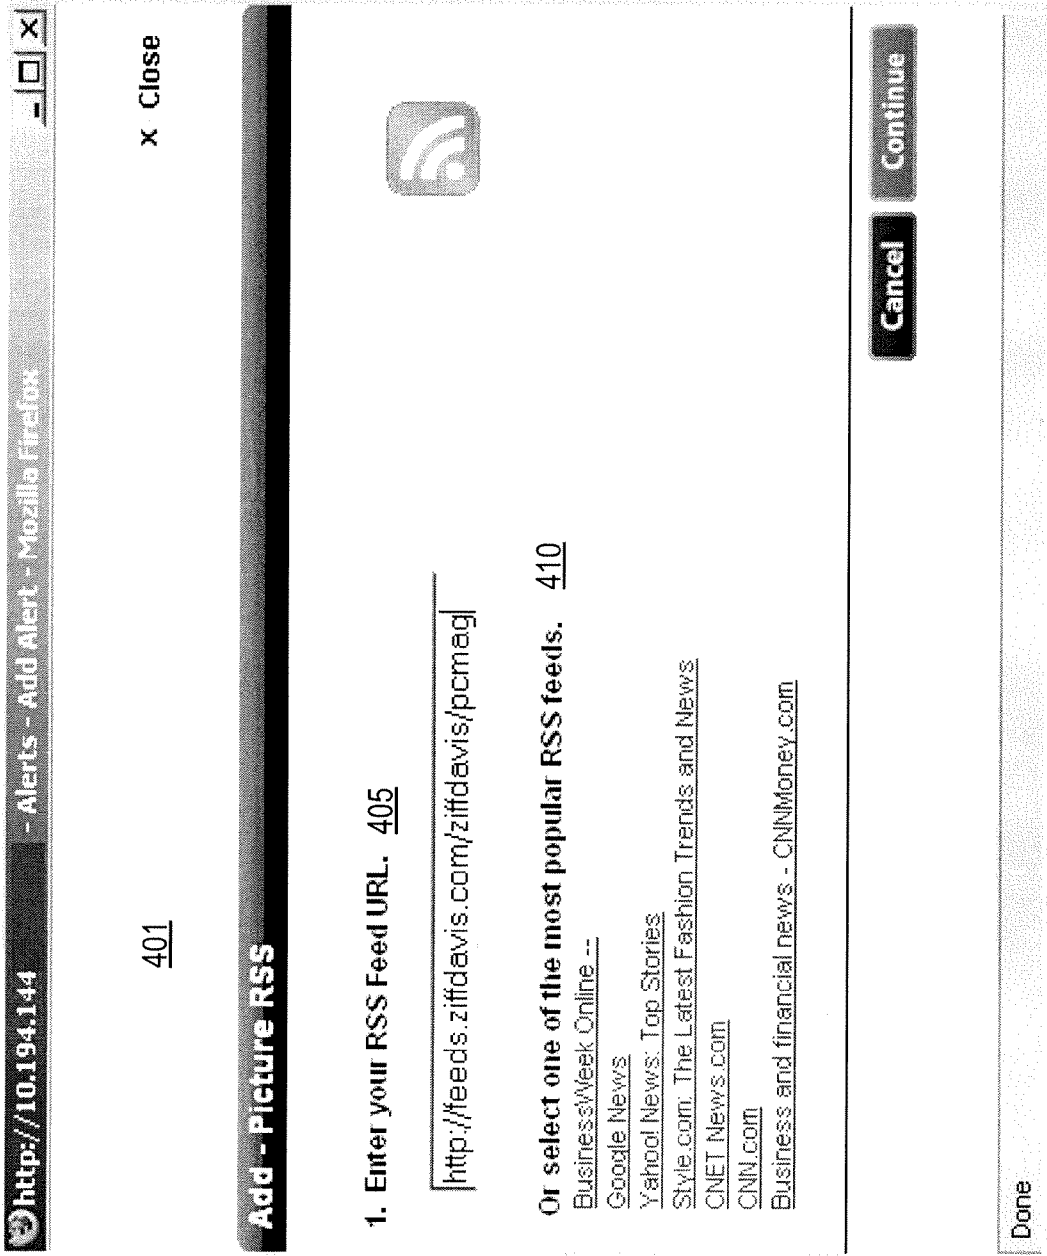 http://10.194.144 - Alerts - Add Alert - Mozilla Firefox
401
x Close
Add - Picture RSS
1. Enter your RSS Feed URL. 405
http://feeds.ziffdavis.com/ziffdavis/pcmag
Or select one of the most popular RSS feeds. 410
BusinessWeek Online --
Google News
Yahoo! News: Top Stories
Style.com: The Latest Fashion Trends and News
CNET News.com
CNN.com
Business and financial news - CNNMoney.com
Cancel Continue
Done